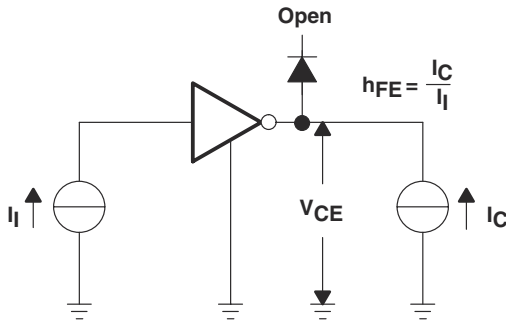 Open
hFE = IC
II
II
VCE
IC